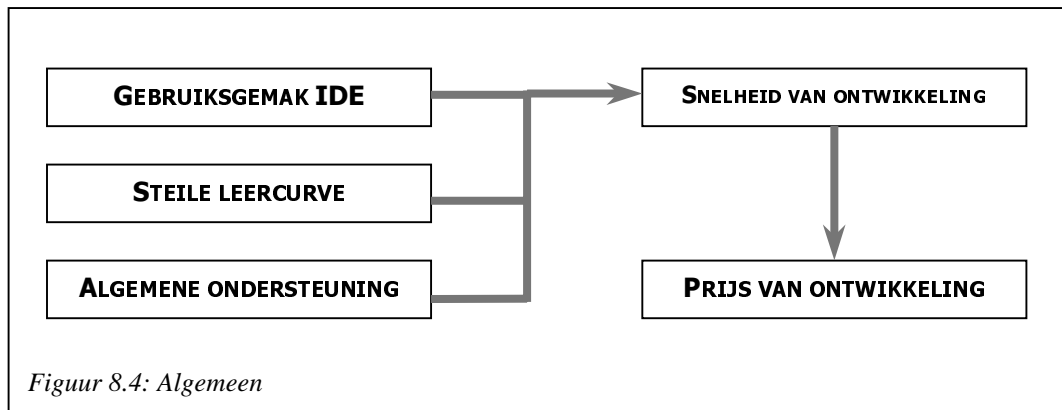 GEBRUIKSGEMAK IDE
SNELHEID VAN ONTWIKKELING
STEILE LEERCURVE
ALGEMENE ONDERSTEUNING
PRIJS VAN ONTWIKKELING
Figuur 8.4: Algemeen